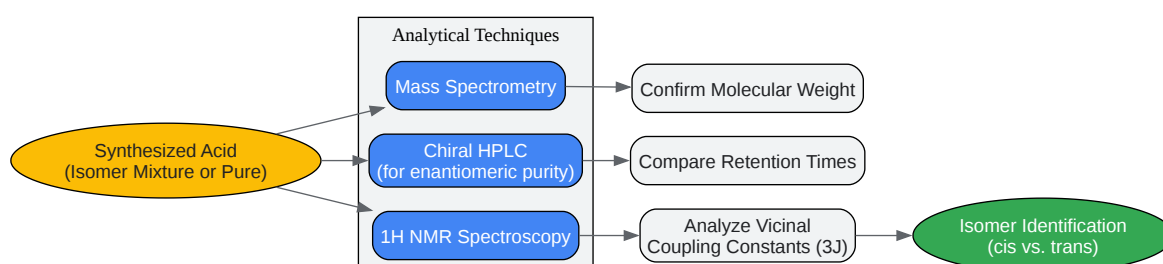 Analytical Techniques
Mass Spectrometry
Confirm Molecular Weight
Synthesized Acid
(Isomer Mixture or Pure)
Chiral HPLC
(for enantiomeric purity)
Compare Retention Times
1H NMR Spectroscopy
Analyze Vicinal
Coupling Constants (3J)
Isomer Identification
(cis vs. trans)